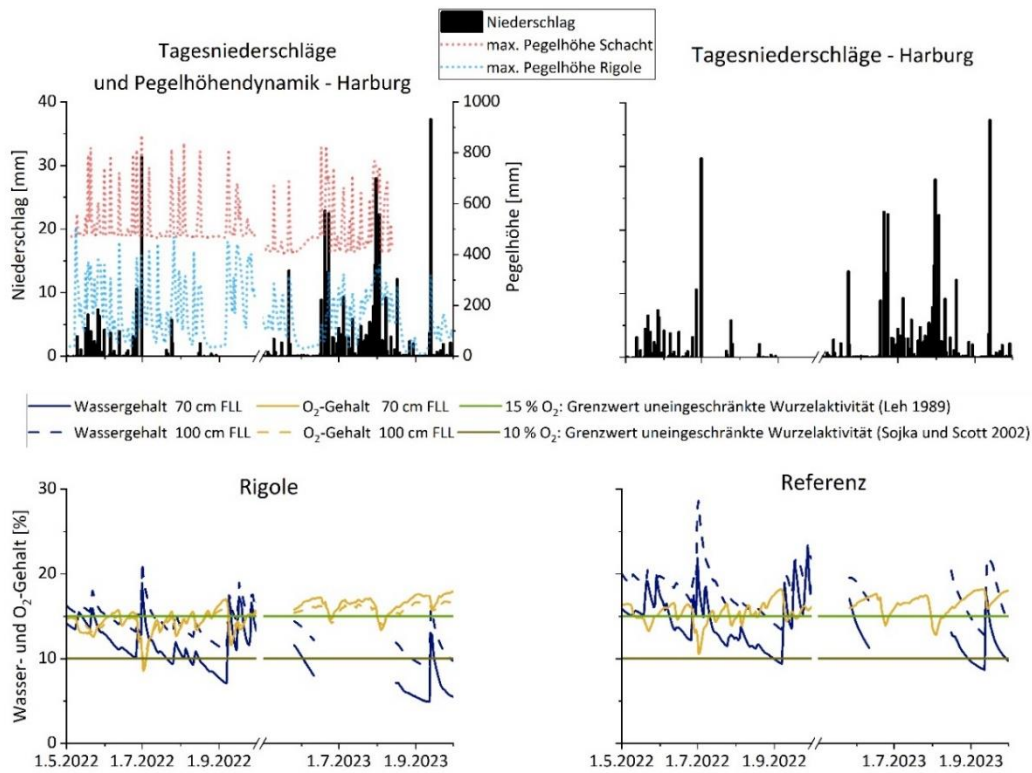 Niederschlag
max. Pegelhöhe Schacht
max. Pegelhöhe Rigole
Tagesniederschläge
und Pegelhöhendynamik - Harburg
Tagesniederschläge - Harburg
Niederschlag [mm]
40
30
20
10
0
1000
800
600
400
200
0
Pegelhöhe [mm]
Wassergehalt 70 cm FLL
O₂-Gehalt 70 cm FLL
15 % O₂: Grenzwert uneingeschränkte Wurzelaktivität (Leh 1989)
Wassergehalt 100 cm FLL
O₂-Gehalt 100 cm FLL
10 % O₂: Grenzwert uneingeschränkte Wurzelaktivität (Sojka und Scott 2002)
Rigole
Referenz
Wasser- und O₂-Gehalt [%]
30
20
10
0
1.5.2022 1.7.2022 1.9.2022 1.7.2023 1.9.2023
1.5.2022 1.7.2022 1.9.2022 1.7.2023 1.9.2023